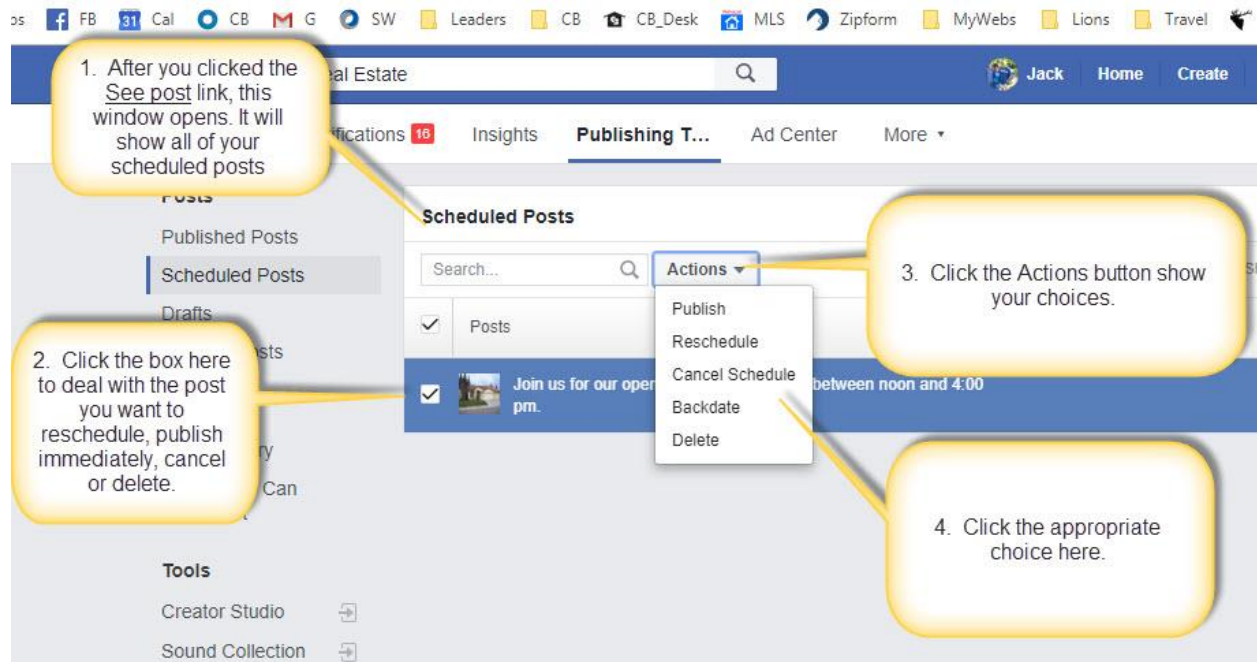 os FB 31 Cal CB M G SW Leaders CB CB_Desk MLS Zipform MyWebs Lions Travel
al Estate Jack Home Create
1. After you clicked the
See post link, this
window opens. It will
show all of your
scheduled posts
16 Insights Publishing T... Ad Center More
Posts
Published Posts
Scheduled Posts
Drafts
2. Click the box here
to deal with the post
you want to
reschedule, publish
immediately, cancel
or delete.
Can
Tools
Creator Studio
Sound Collection
Scheduled Posts
Search... Actions
Posts
Publish
Reschedule
Cancel Schedule
Backdate
Delete
Join us for our open between noon and 4:00
pm.
3. Click the Actions button show
your choices.
4. Click the appropriate
choice here.